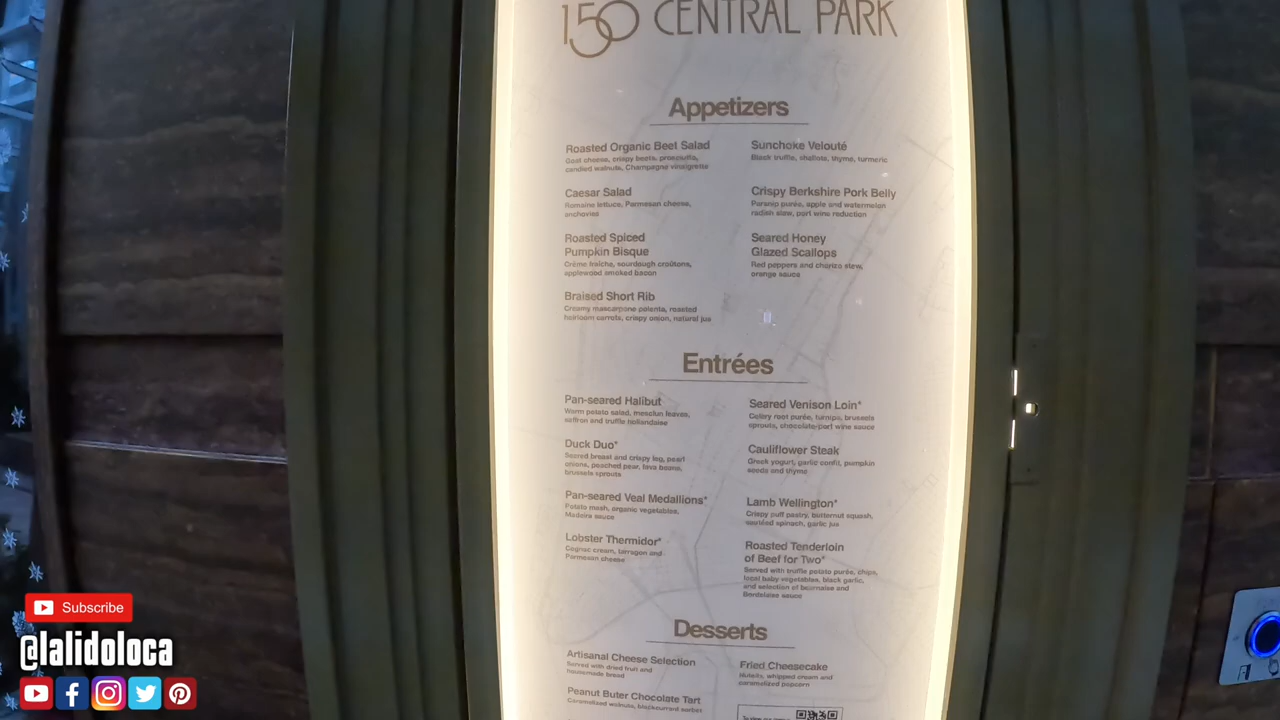 150 CENTRAL PARK
Appetizers
Roasted Organic Beet Salad
Goat cheese, crispy beets, prosciutto,
candied walnuts, Champagne vinaigrette
Caesar Salad
Romaine lettuce, Parmesan cheese,
anchovies
Roasted Spiced
Pumpkin Bisque
Crème fraîche, sourdough croûtons,
applewood smoked bacon
Braised Short Rib
Creamy mascarpone polenta, roasted
heirloom carrots, crispy onion, natural jus
Sunchoke Velouté
Black truffle, shallots, thyme, turmeric
Crispy Berkshire Pork Belly
Parsnip purée, apple and watermelon
radish slaw, port wine reduction
Seared Honey
Glazed Scallops
Red peppers and chorizo stew,
orange sauce
Entrées
Pan-seared Halibut
Warm potato salad, mesclun leaves,
saffron and truffle hollandaise
Duck Duo*
Seared breast and crispy leg, pearl
onions, poached pear, fava beans,
brussels sprouts
Pan-seared Veal Medallions*
Potato mash, organic vegetables,
Madeira sauce
Lobster Thermidor*
Cognac cream, tarragon and
Parmesan cheese
Seared Venison Loin*
Celery root purée, turnips, brussels
sprouts, chocolate/port wine sauce
Cauliflower Steak
Greek yogurt, garlic confit, pumpkin
seeds and thyme
Lamb Wellington*
Crispy puff pastry, butternut squash,
sautéed spinach, garlic jus
Roasted Tenderloin
of Beef for Two*
Served with truffle potato purée, chips,
local baby vegetables, black garlic,
and selection of bearnaise and
Bordelaise sauce
Desserts
Artisanal Cheese Selection
Served with dried fruit and
housemade bread
Peanut Buter Chocolate Tart
Caramelized walnuts, blackcurrant sorbet
Fried Cheesecake
Nutella, whipped cream and
caramelized popcorn
Subscribe
@lalidoloca